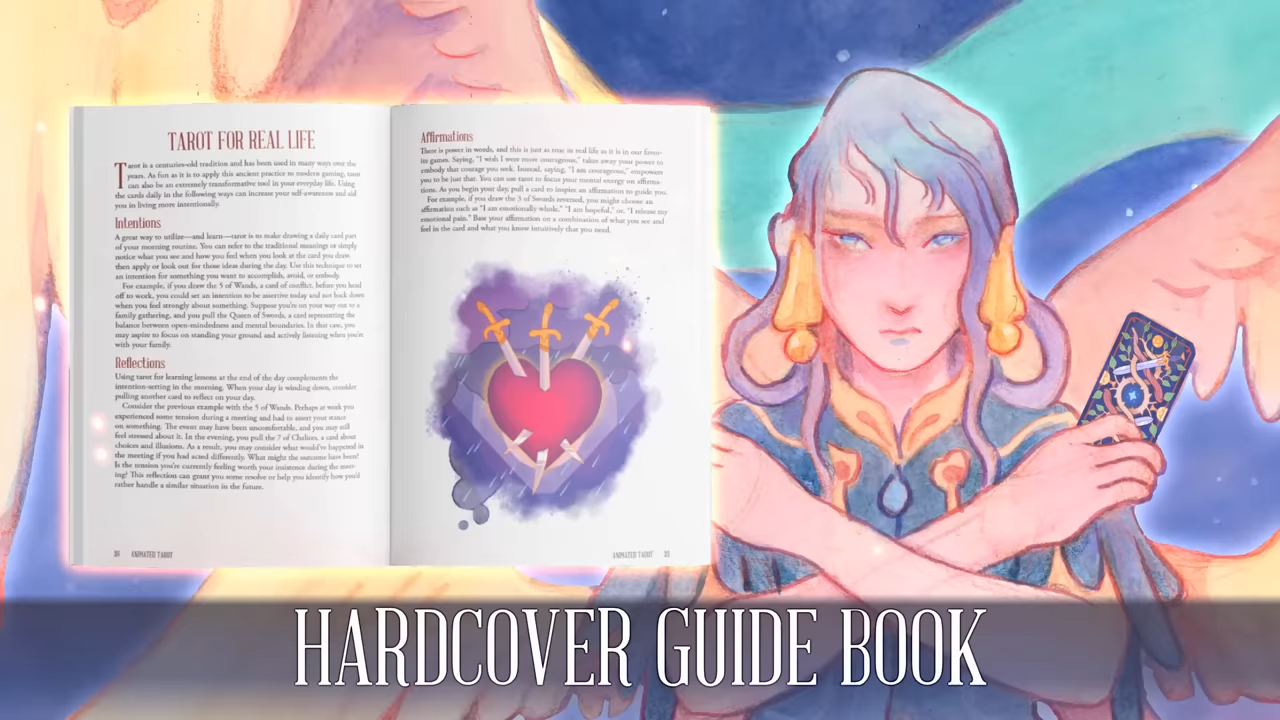 TAROT FOR REAL LIFE
Tarot is a centuries-old tradition and has been used in many ways over the
years. As fun as it is to apply this ancient practice to modern gaming, tarot
can also be an extremely transformative tool in your everyday life. Using
the cards daily in the following ways can increase your self-awareness and aid
you in living more intentionally.
Intentions
A great way to utilize—and learn—tarot is to make drawing a daily card part
of your morning routine. You can refer to the traditional meanings or simply
notice what you see and how you feel when you look at the card you draw,
then apply or look out for these ideas during the day. Use this technique to set
an intention for something you want to accomplish, avoid, or embody.
For example, if you draw the 5 of Wands, a card of conflict, before you head
off to work, you could set an intention to be assertive today and not back down
when you feel strongly about something. Suppose you're on your way out to a
family gathering, and you pull the Queen of Swords, a card representing the
balance between open-mindedness and mental boundaries. In that case, you
may aspire to focus on standing your ground and actively listening when you're
with your family.
Reflections
Using tarot for learning lessons at the end of the day complements the
intention-setting in the morning. When your day is winding down, consider
pulling another card to reflect on your day.
Consider the previous example with the 5 of Wands. Perhaps at work you
experienced some tension during a meeting and had to assert your stance
on something. The event may have been uncomfortable, and you may still
feel stressed about it. In the evening, you pull the 7 of Chalices, a card about
choices and illusions. As a result, you may consider what would've happened in
the meeting if you had acted differently. What might the outcome have been?
Is the tension you're currently feeling worth your insistence during the meet-
ing? This reflection can grant you some resolve or help you identify how you'd
rather handle a similar situation in the future.
ANIMATED TAROT
Affirmations
There is power in words, and this is just as true in real life as it is in our favor-
ite games. Saying, "I wish I were more courageous," takes away your power to
embody that courage you seek. Instead, saying, "I am courageous," empowers
you to be just that. You can use tarot to focus your mental energy on affirma-
tions. As you begin your day, pull a card to inspire an affirmation to guide you.
For example, if you draw the 3 of Swords reversed, you might choose an
affirmation such as "I am emotionally whole," "I am hopeful," or, "I release my
emotional pain." Base your affirmation on a combination of what you see and
feel in the card and what you know intuitively that you need.
ANIMATED TAROT
HARDCOVER GUIDE BOOK